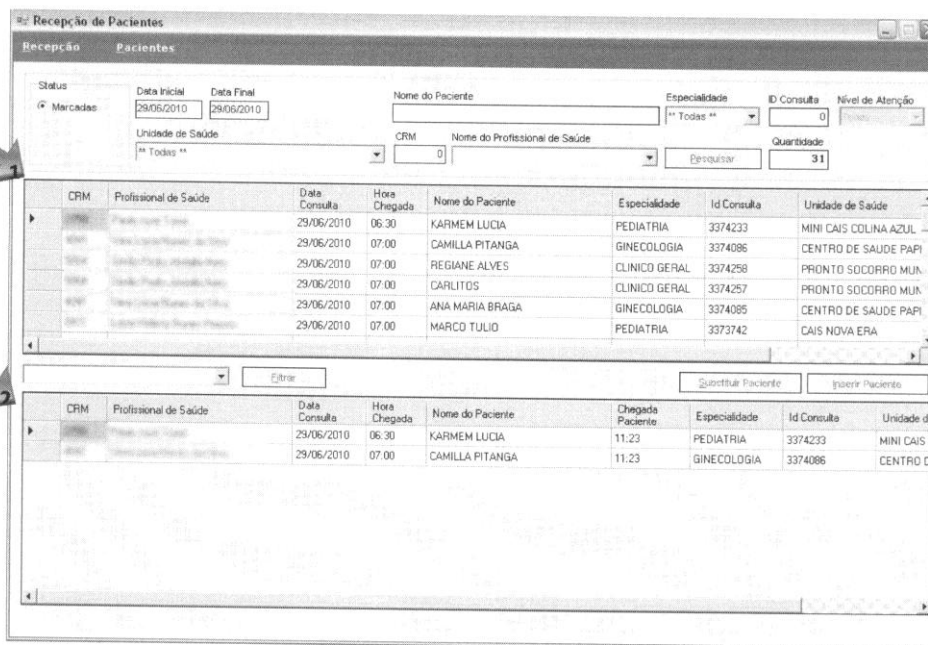 Recepção de Pacientes
Recepção Pacientes
Status
Marcadas
Data Inicial Data Final
29/06/2010 29/06/2010
Nome do Paciente
Especialidade ID Consulta Nível de Atenção
** Todas ** 0
Unidade de Saúde CRM Nome do Profissional de Saúde Quantidade
** Todas ** 0 Pesquisar 31
1
CRM Profissional de Saúde Data Consulta Hora Chegada Nome do Paciente Especialidade Id Consulta Unidade de Saúde
29/06/2010 06:30 KARMEM LUCIA PEDIATRIA 3374233 MINI CAIS COLINA AZUL
29/06/2010 07:00 CAMILLA PITANGA GINECOLOGIA 3374086 CENTRO DE SAUDE PAPI
29/06/2010 07:00 REGIANE ALVES CLINICO GERAL 3374258 PRONTO SOCORRO MUN
29/06/2010 07:00 CARLITOS CLINICO GERAL 3374257 PRONTO SOCORRO MUN
29/06/2010 07:00 ANA MARIA BRAGA GINECOLOGIA 3374085 CENTRO DE SAUDE PAPI
29/06/2010 07:00 MARCO TULIO PEDIATRIA 3373742 CAIS NOVA ERA
Filtrar Substituir Paciente Inserir Paciente
2
CRM Profissional de Saúde Data Consulta Hora Chegada Nome do Paciente Chegada Paciente Especialidade Id Consulta Unidade d
29/06/2010 06:30 KARMEM LUCIA 11:23 PEDIATRIA 3374233 MINI CAIS
29/06/2010 07:00 CAMILLA PITANGA 11:23 GINECOLOGIA 3374086 CENTRO D